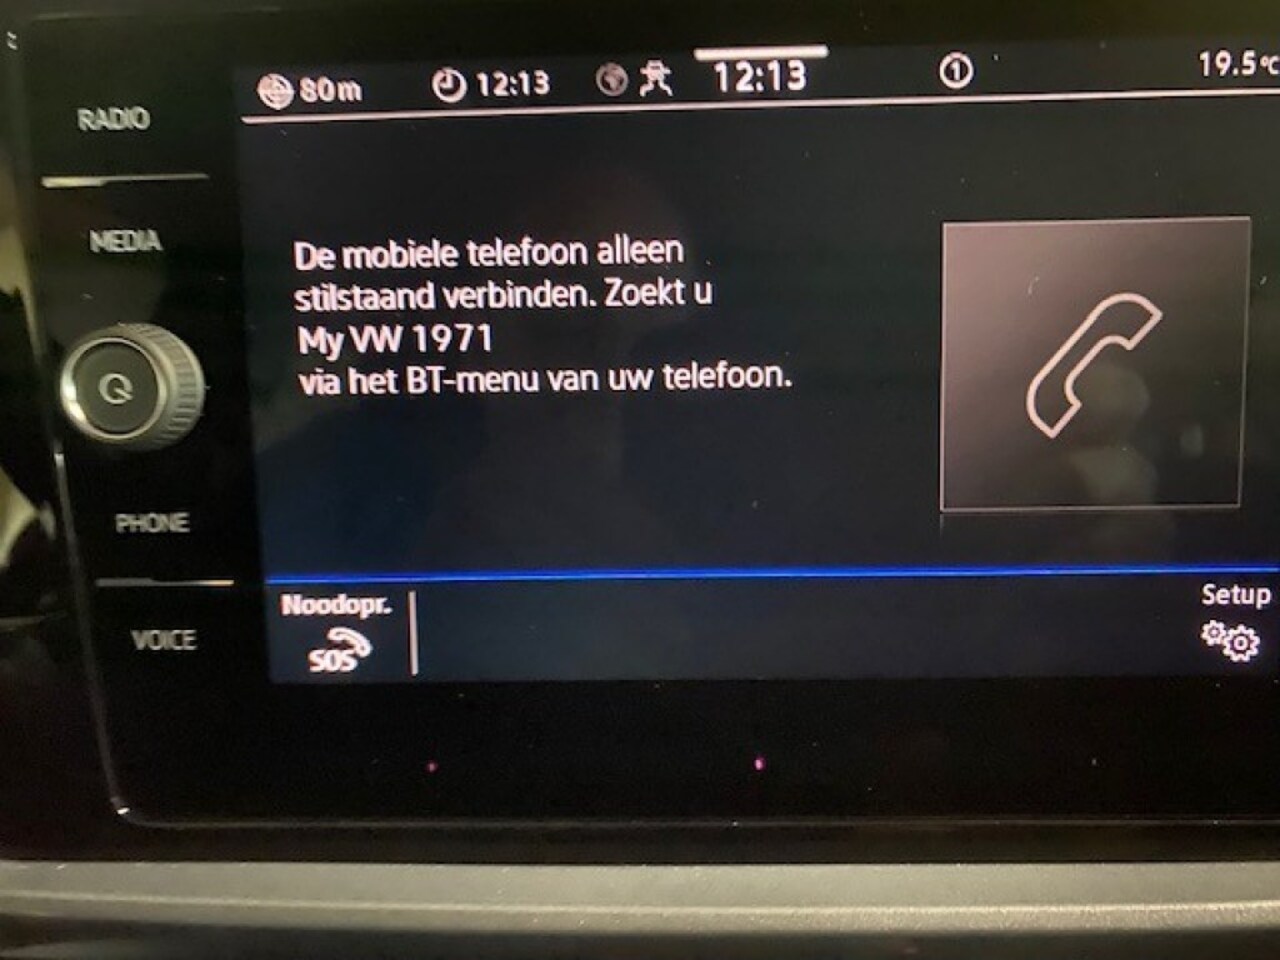 80m 12:13 12:13 1 19.5°C
RADIO
MEDIA
De mobiele telefoon alleen
stilstaand verbinden. Zoekt u
My VW 1971
via het BT-menu van uw telefoon.
PHONE
VOICE
Noodopr.
SOS
Setup